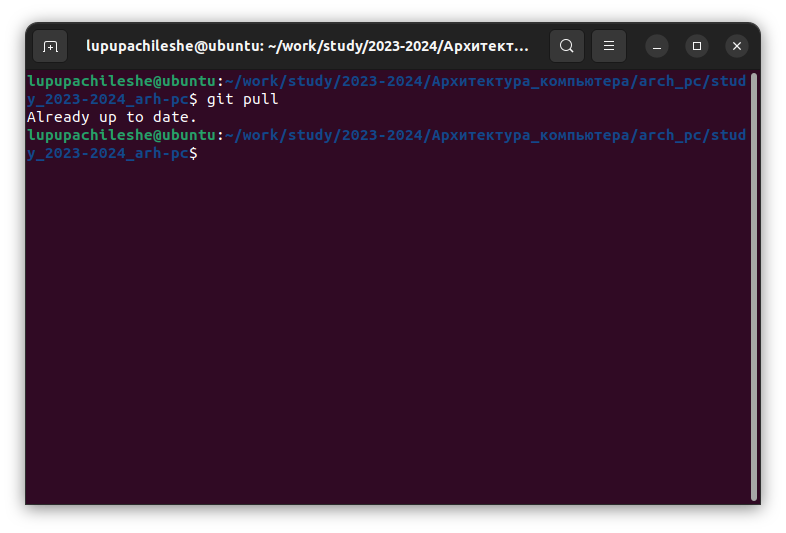 lupupachileshe@ubuntu: ~/work/study/2023-2024/Архитект...
lupupachileshe@ubuntu:~/work/study/2023-2024/Архитектура_компьютера/arch_pc/stud
y_2023-2024_arh-pc$ git pull
Already up to date.
lupupachileshe@ubuntu:~/work/study/2023-2024/Архитектура_компьютера/arch_pc/stud
y_2023-2024_arh-pc$